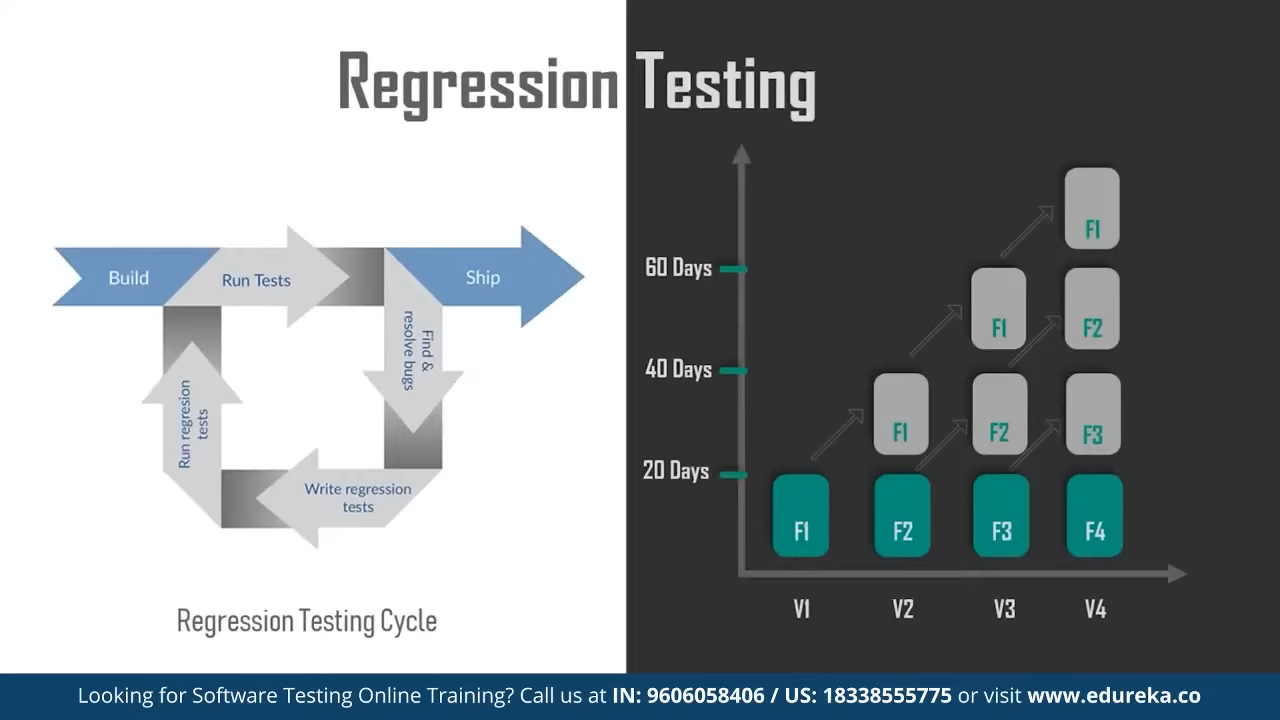 Regression Testing
Build
Run Tests
Ship
Find &
resolve bugs
Write regression
tests
Run regresion
tests
Regression Testing Cycle
60 Days
40 Days
20 Days
F1
F1
F2
F1
F2
F3
F1
F2
F3
F4
V1
V2
V3
V4
Looking for Software Testing Online Training? Call us at IN: 9606058406 / US: 18338555775 or visit www.edureka.co